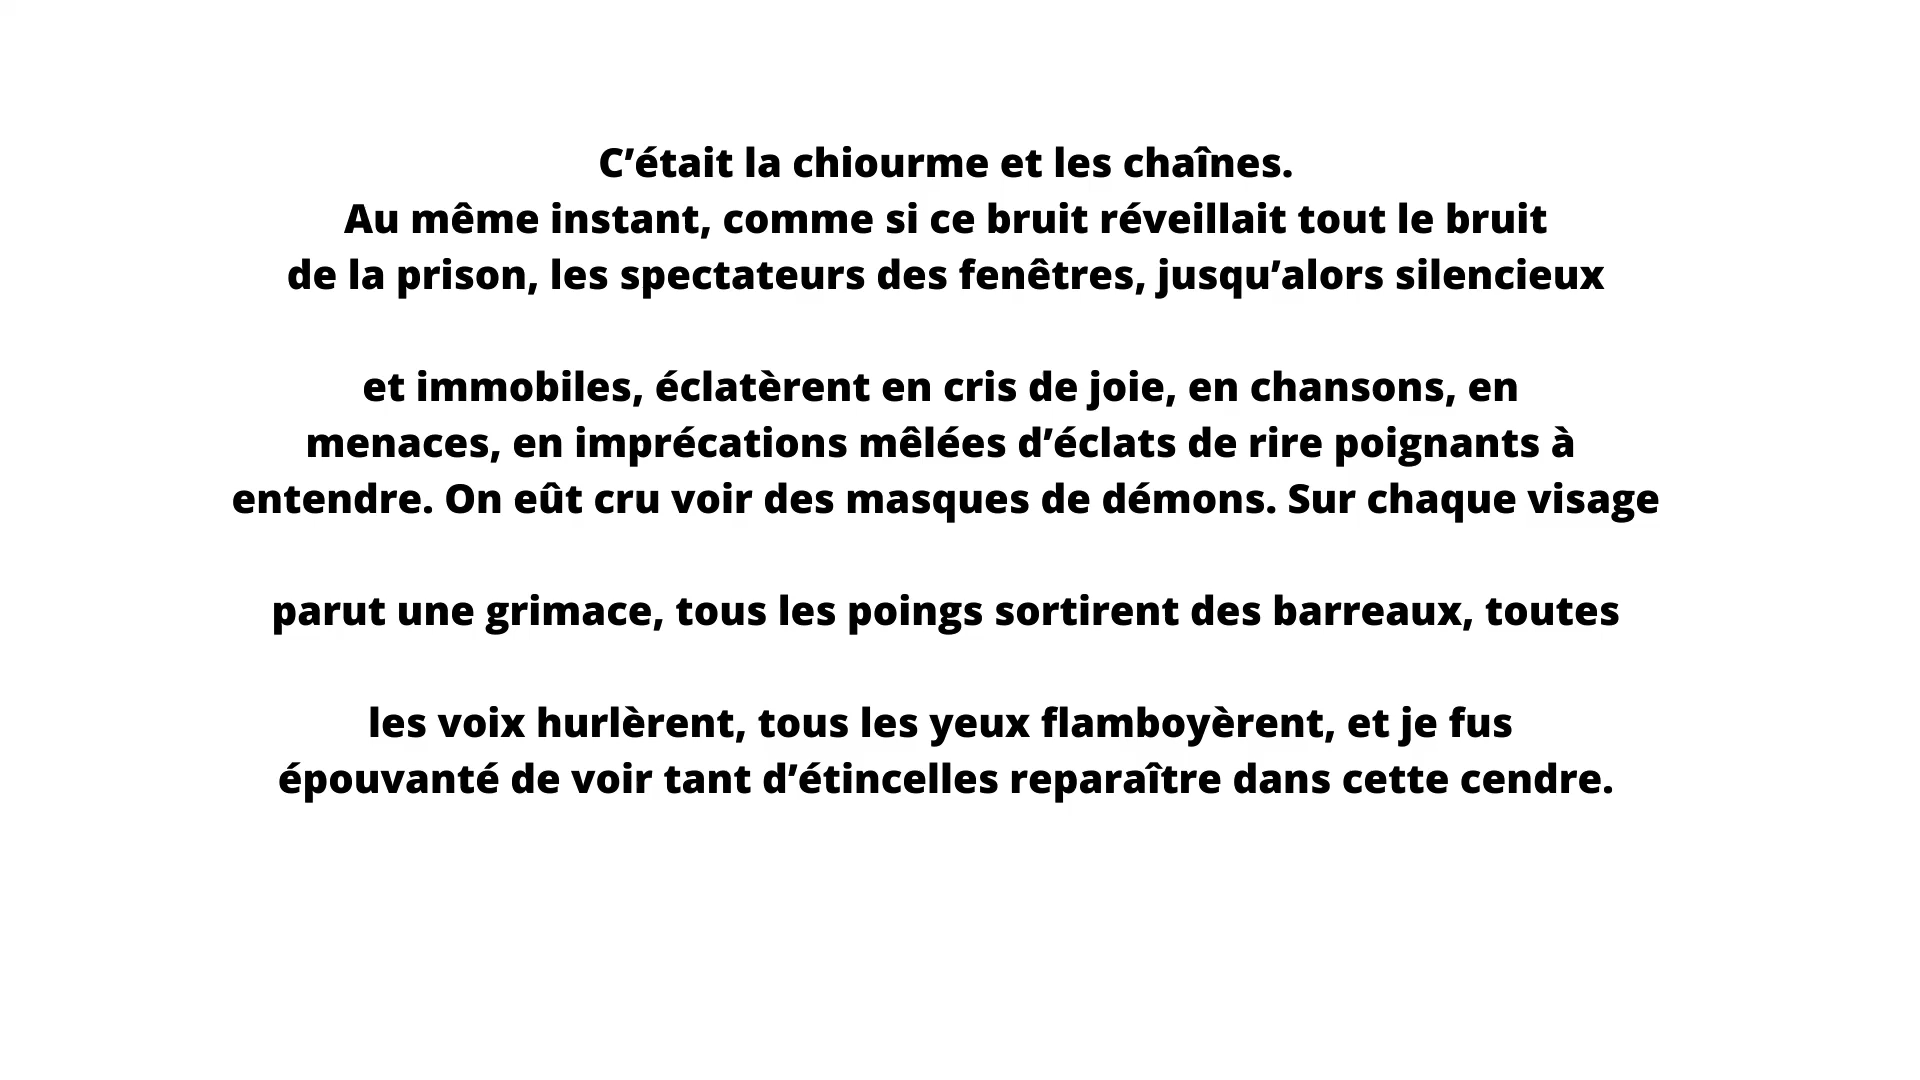 C’était la chiourme et les chaînes.
Au même instant, comme si ce bruit réveillait tout le bruit
de la prison, les spectateurs des fenêtres, jusqu’alors silencieux
et immobiles, éclatèrent en cris de joie, en chansons, en
menaces, en imprécations mêlées d’éclats de rire poignants à
entendre. On eût cru voir des masques de démons. Sur chaque visage
parut une grimace, tous les poings sortirent des barreaux, toutes
les voix hurlèrent, tous les yeux flamboyèrent, et je fus
épouvanté de voir tant d’étincelles reparaître dans cette cendre.